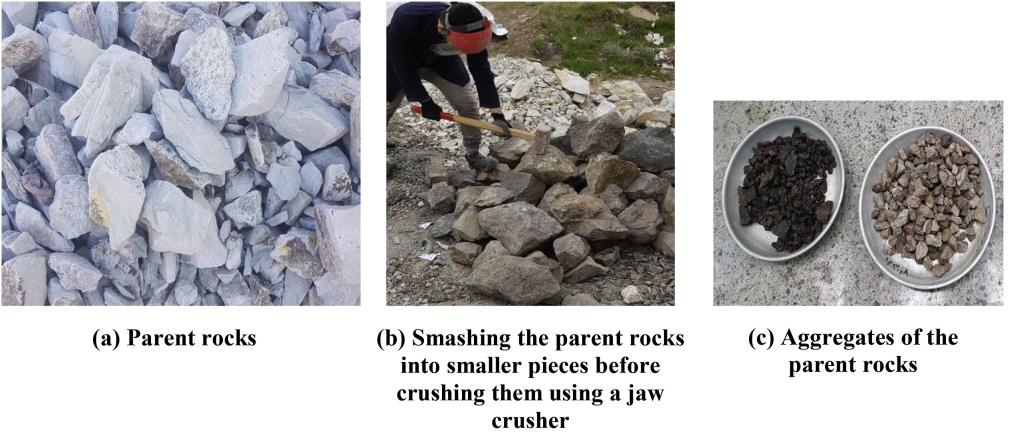 (a) Parent rocks
(b) Smashing the parent rocks
into smaller pieces before
crushing them using a jaw
crusher
(c) Aggregates of the
parent rocks